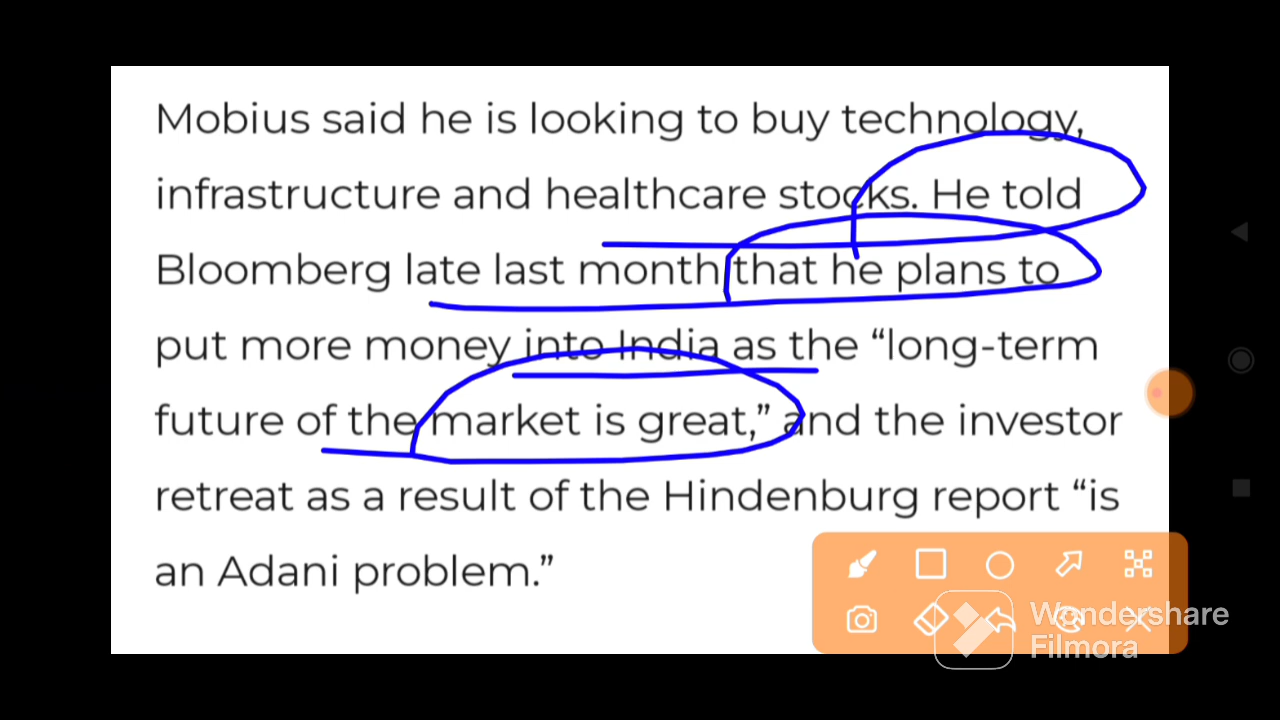 Mobius said he is looking to buy technology,
infrastructure and healthcare stocks. He told
Bloomberg late last month that he plans to
put more money into India as the “long-term
future of the market is great,” and the investor
retreat as a result of the Hindenburg report “is
an Adani problem.”
Wondershare
Filmora